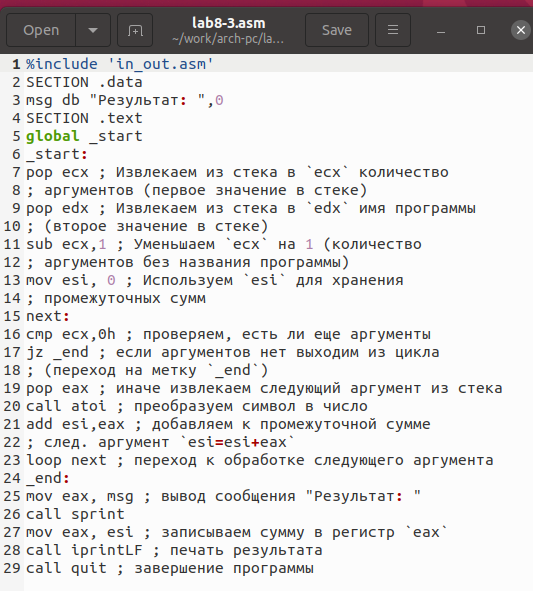 Open
lab8-3.asm
~/work/arch-pc/la...
Save
1 %include 'in_out.asm'
2 SECTION .data
3 msg db "Результат: ",0
4 SECTION .text
5 global _start
6 _start:
7 pop ecx ; Извлекаем из стека в `ecx` количество
8 ; аргументов (первое значение в стеке)
9 pop edx ; Извлекаем из стека в `edx` имя программы
10 ; (второе значение в стеке)
11 sub ecx,1 ; Уменьшаем `ecx` на 1 (количество
12 ; аргументов без названия программы)
13 mov esi, 0 ; Используем `esi` для хранения
14 ; промежуточных сумм
15 next:
16 cmp ecx,0h ; проверяем, есть ли еще аргументы
17 jz _end ; если аргументов нет выходим из цикла
18 ; (переход на метку `_end`)
19 pop eax ; иначе извлекаем следующий аргумент из стека
20 call atoi ; преобразуем символ в число
21 add esi,eax ; добавляем к промежуточной сумме
22 ; след. аргумент `esi=esi+eax`
23 loop next ; переход к обработке следующего аргумента
24 _end:
25 mov eax, msg ; вывод сообщения "Результат: "
26 call sprint
27 mov eax, esi ; записываем сумму в регистр `eax`
28 call iprintLF ; печать результата
29 call quit ; завершение программы